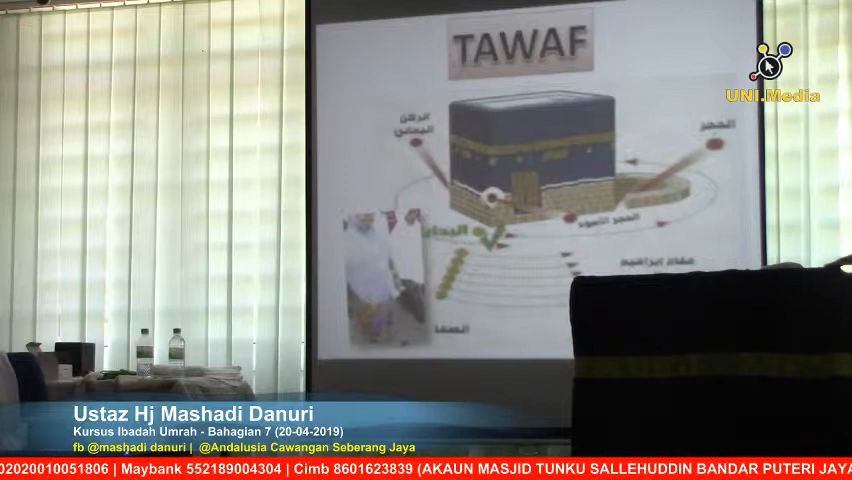 TAWAF
UNI.Media
الركن
اليماني
الحجر
الحجر الأسود
مقام إبراهيم
الصفا
Ustaz Hj Mashadi Danuri
Kursus Ibadah Umrah - Bahagian 7 (20-04-2019)
fb @mashadi danuri | @Andalusia Cawangan Seberang Jaya
02020010051806 | Maybank 552189004304 | Cimb 8601623839 (AKAUN MASJID TUNKU SALLEHUDDIN BANDAR PUTERI JAYA